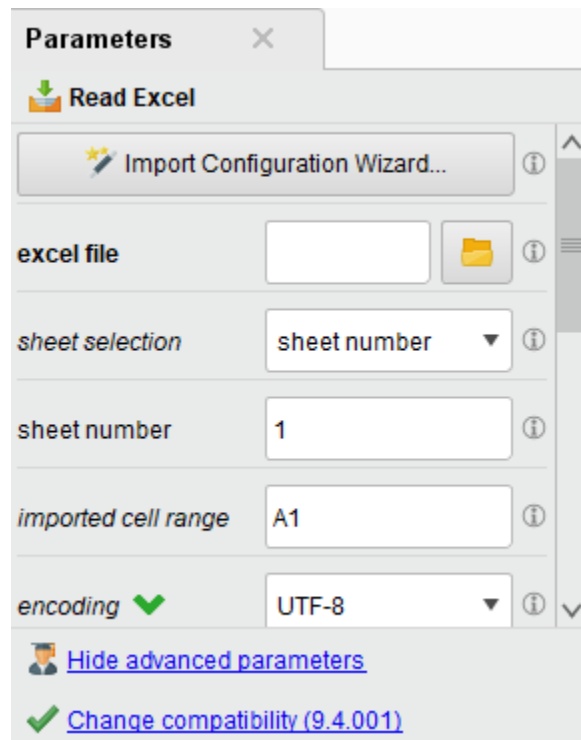 Parameters
Read Excel
Import Configuration Wizard...
excel file
sheet selection sheet number
sheet number 1
imported cell range A1
encoding UTF-8
Hide advanced parameters
Change compatibility (9.4.001)